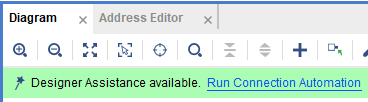 Diagram Address Editor
Designer Assistance available. Run Connection Automation